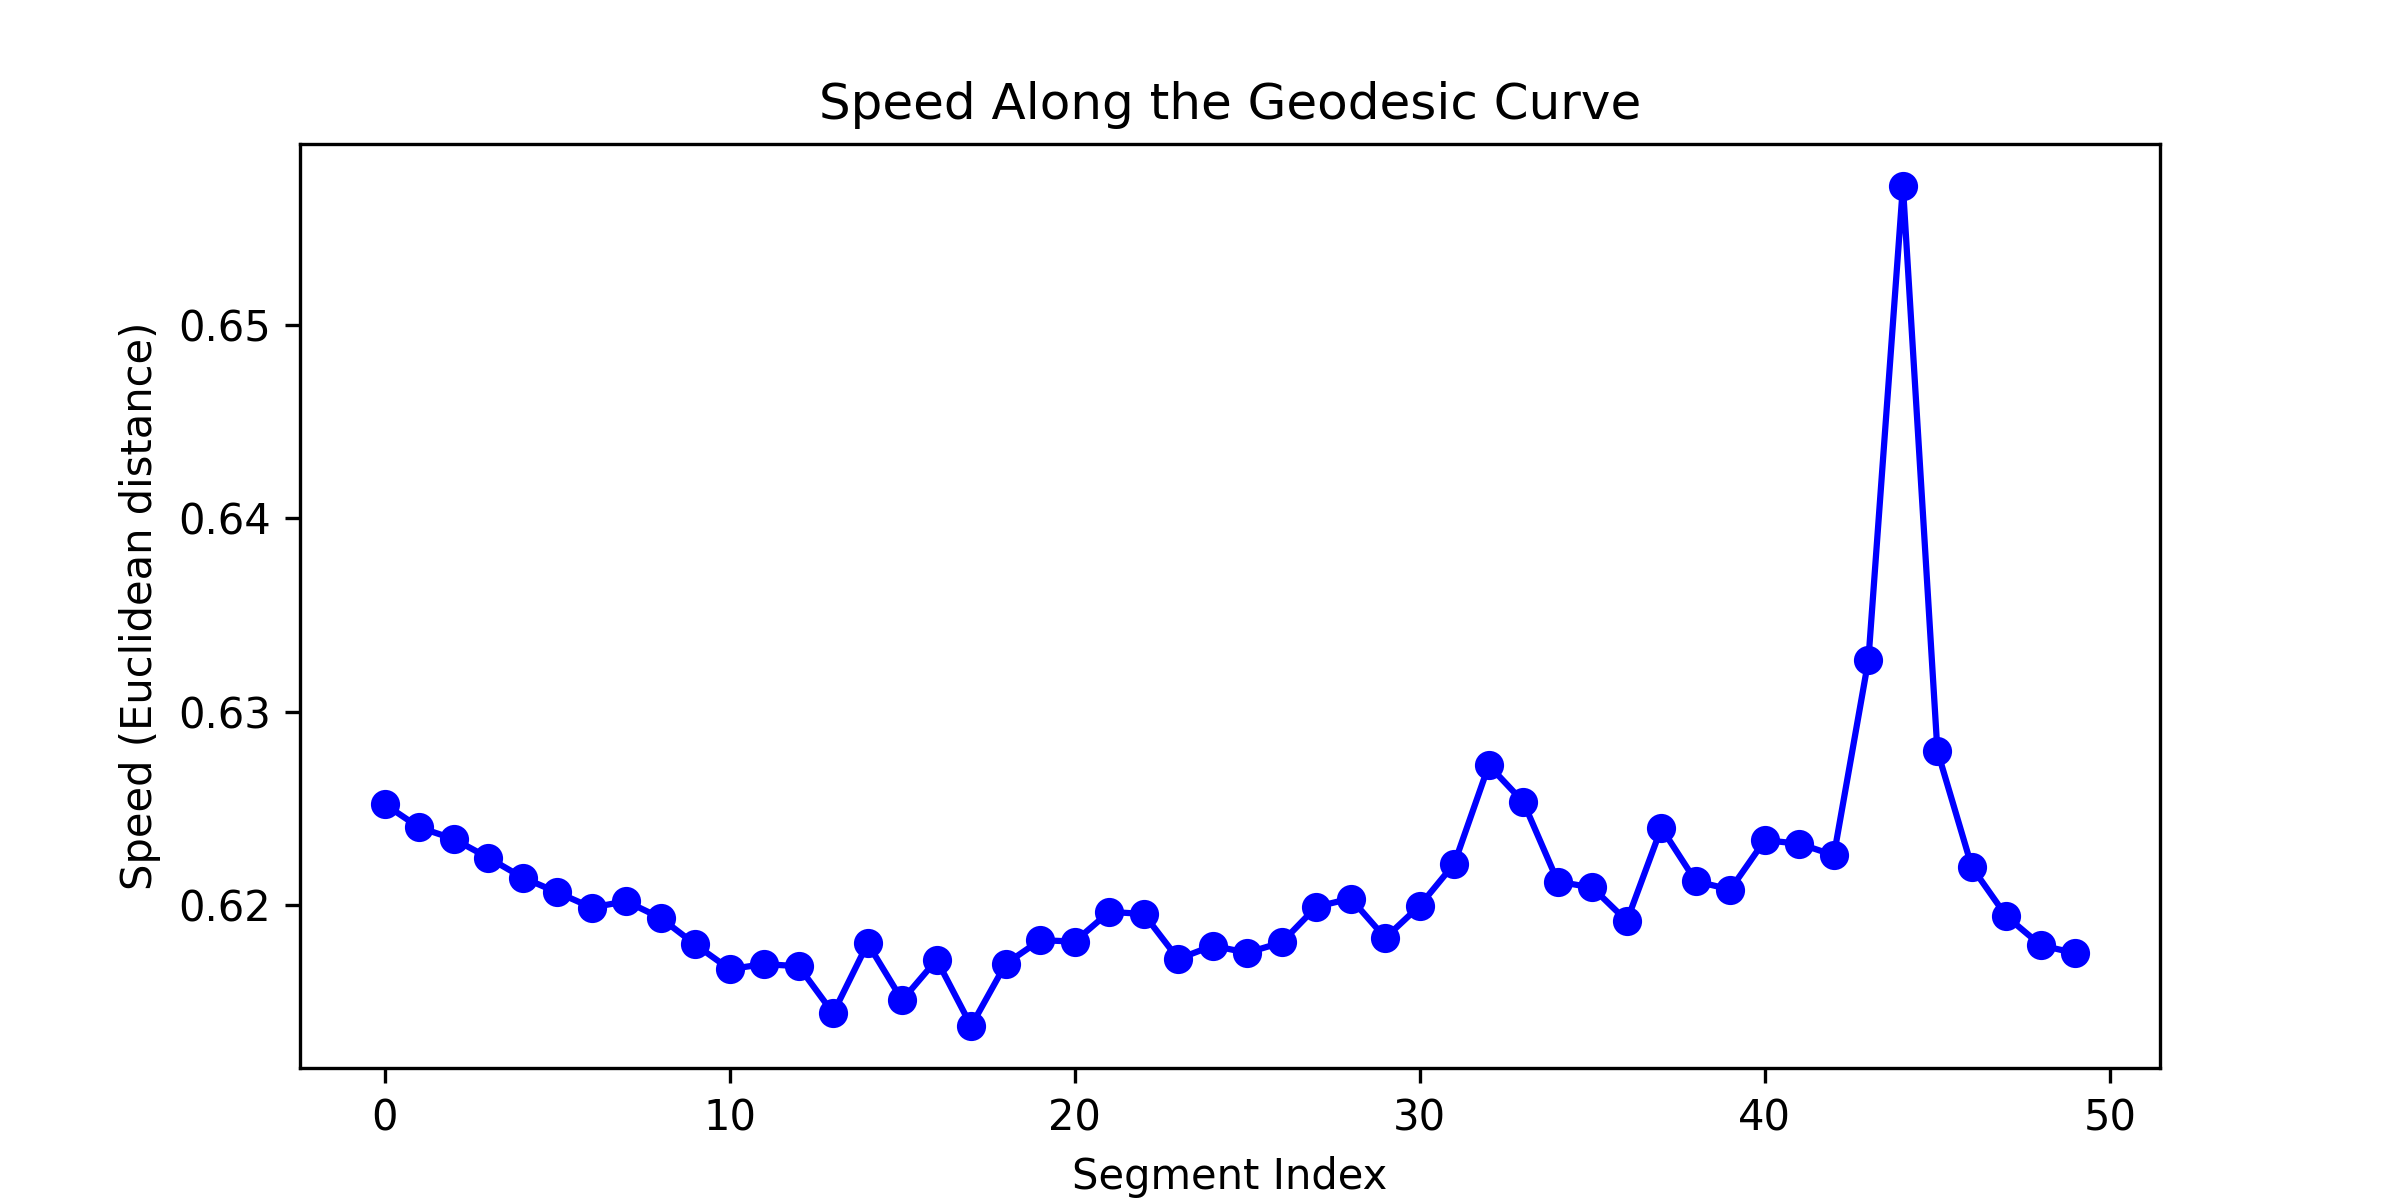 Speed Along the Geodesic Curve
Speed (Euclidean distance)
0.65
0.64
0.63
0.62
0 10 20 30 40 50
Segment Index